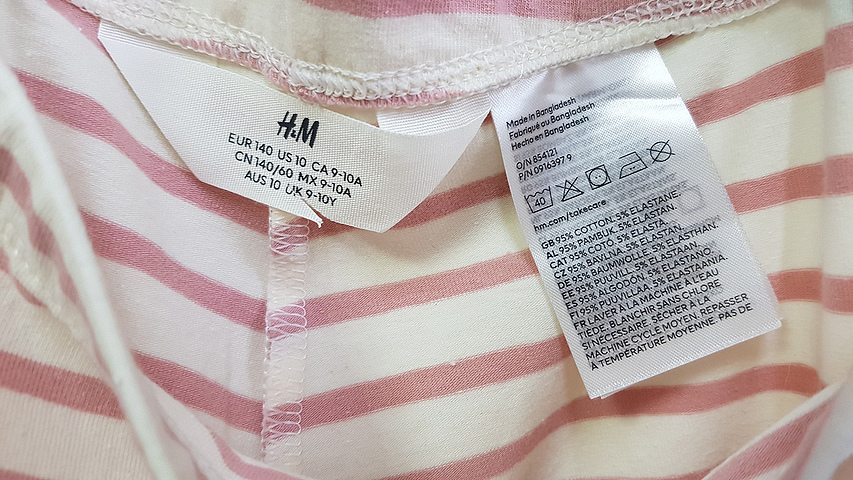 H&M
EUR 140 US 10 CA 9-10A
CN 140/60 MX 9-10A
AUS 10 UK 9-10Y
Made in Bangladesh
Fabriqué au Bangladesh
Hecho en Bangladesh
O/N 854121
P/N 0916397 9
40
hm.com/takecare
GB 95% COTTON, 5% ELASTANE.
AL 95% PAMBUK, 5% ELASTAN.
CAT 95% COTÓ, 5% ELASTÀ.
CZ 95% BAVLNA, 5% ELASTAN.
DE 95% BAUMWOLLE, 5% ELASTHAN.
EE 95% PUUVILL, 5% ELASTAAN.
ES 95% ALGODÓN, 5% ELASTANO.
FI 95% PUUVILLAA, 5% ELASTAANIA.
FR LAVER À LA MACHINE À L'EAU
TIÈDE. BLANCHIR SANS CHLORE
SI NÉCESSAIRE. SÉCHER À LA
MACHINE CYCLE MOYEN. REPASSER
À TEMPÉRATURE MOYENNE. PAS DE